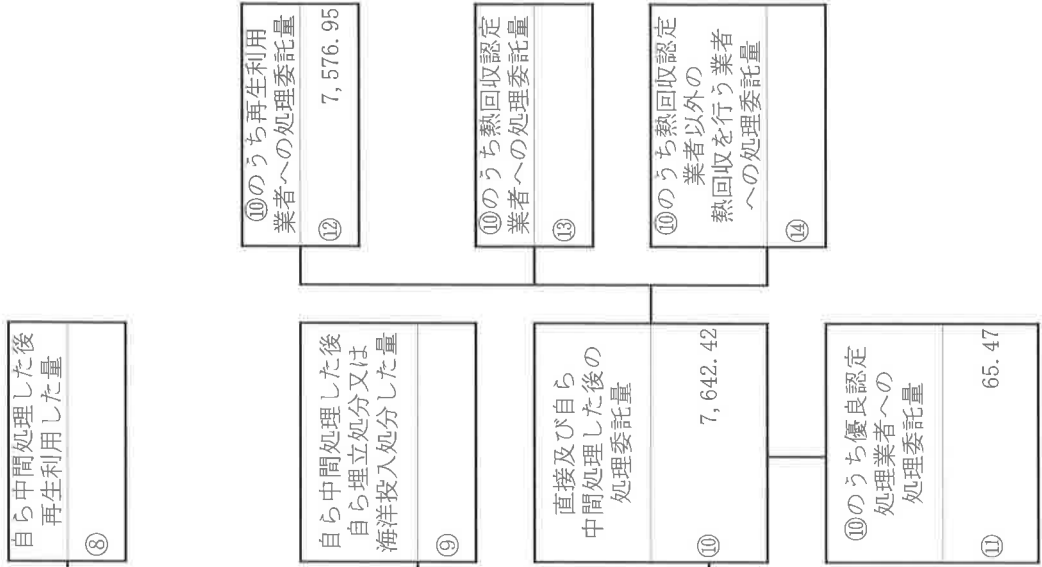 自ら中間処理した後
再生利用した量
⑧
自ら中間処理した後
自ら埋立処分又は
海洋投入処分した量
⑨
直接及び自ら
中間処理した後の
処理委託量
⑩ 7,642.42
⑩のうち優良認定
処理業者への
処理委託量
⑪ 65.47
⑩のうち再生利用
業者への処理委託量
⑫ 7,576.95
⑩のうち熱回収認定
業者への処理委託量
⑬
⑩のうち熱回収認定
業者以外の
熱回収を行う業者
への処理委託量
⑭